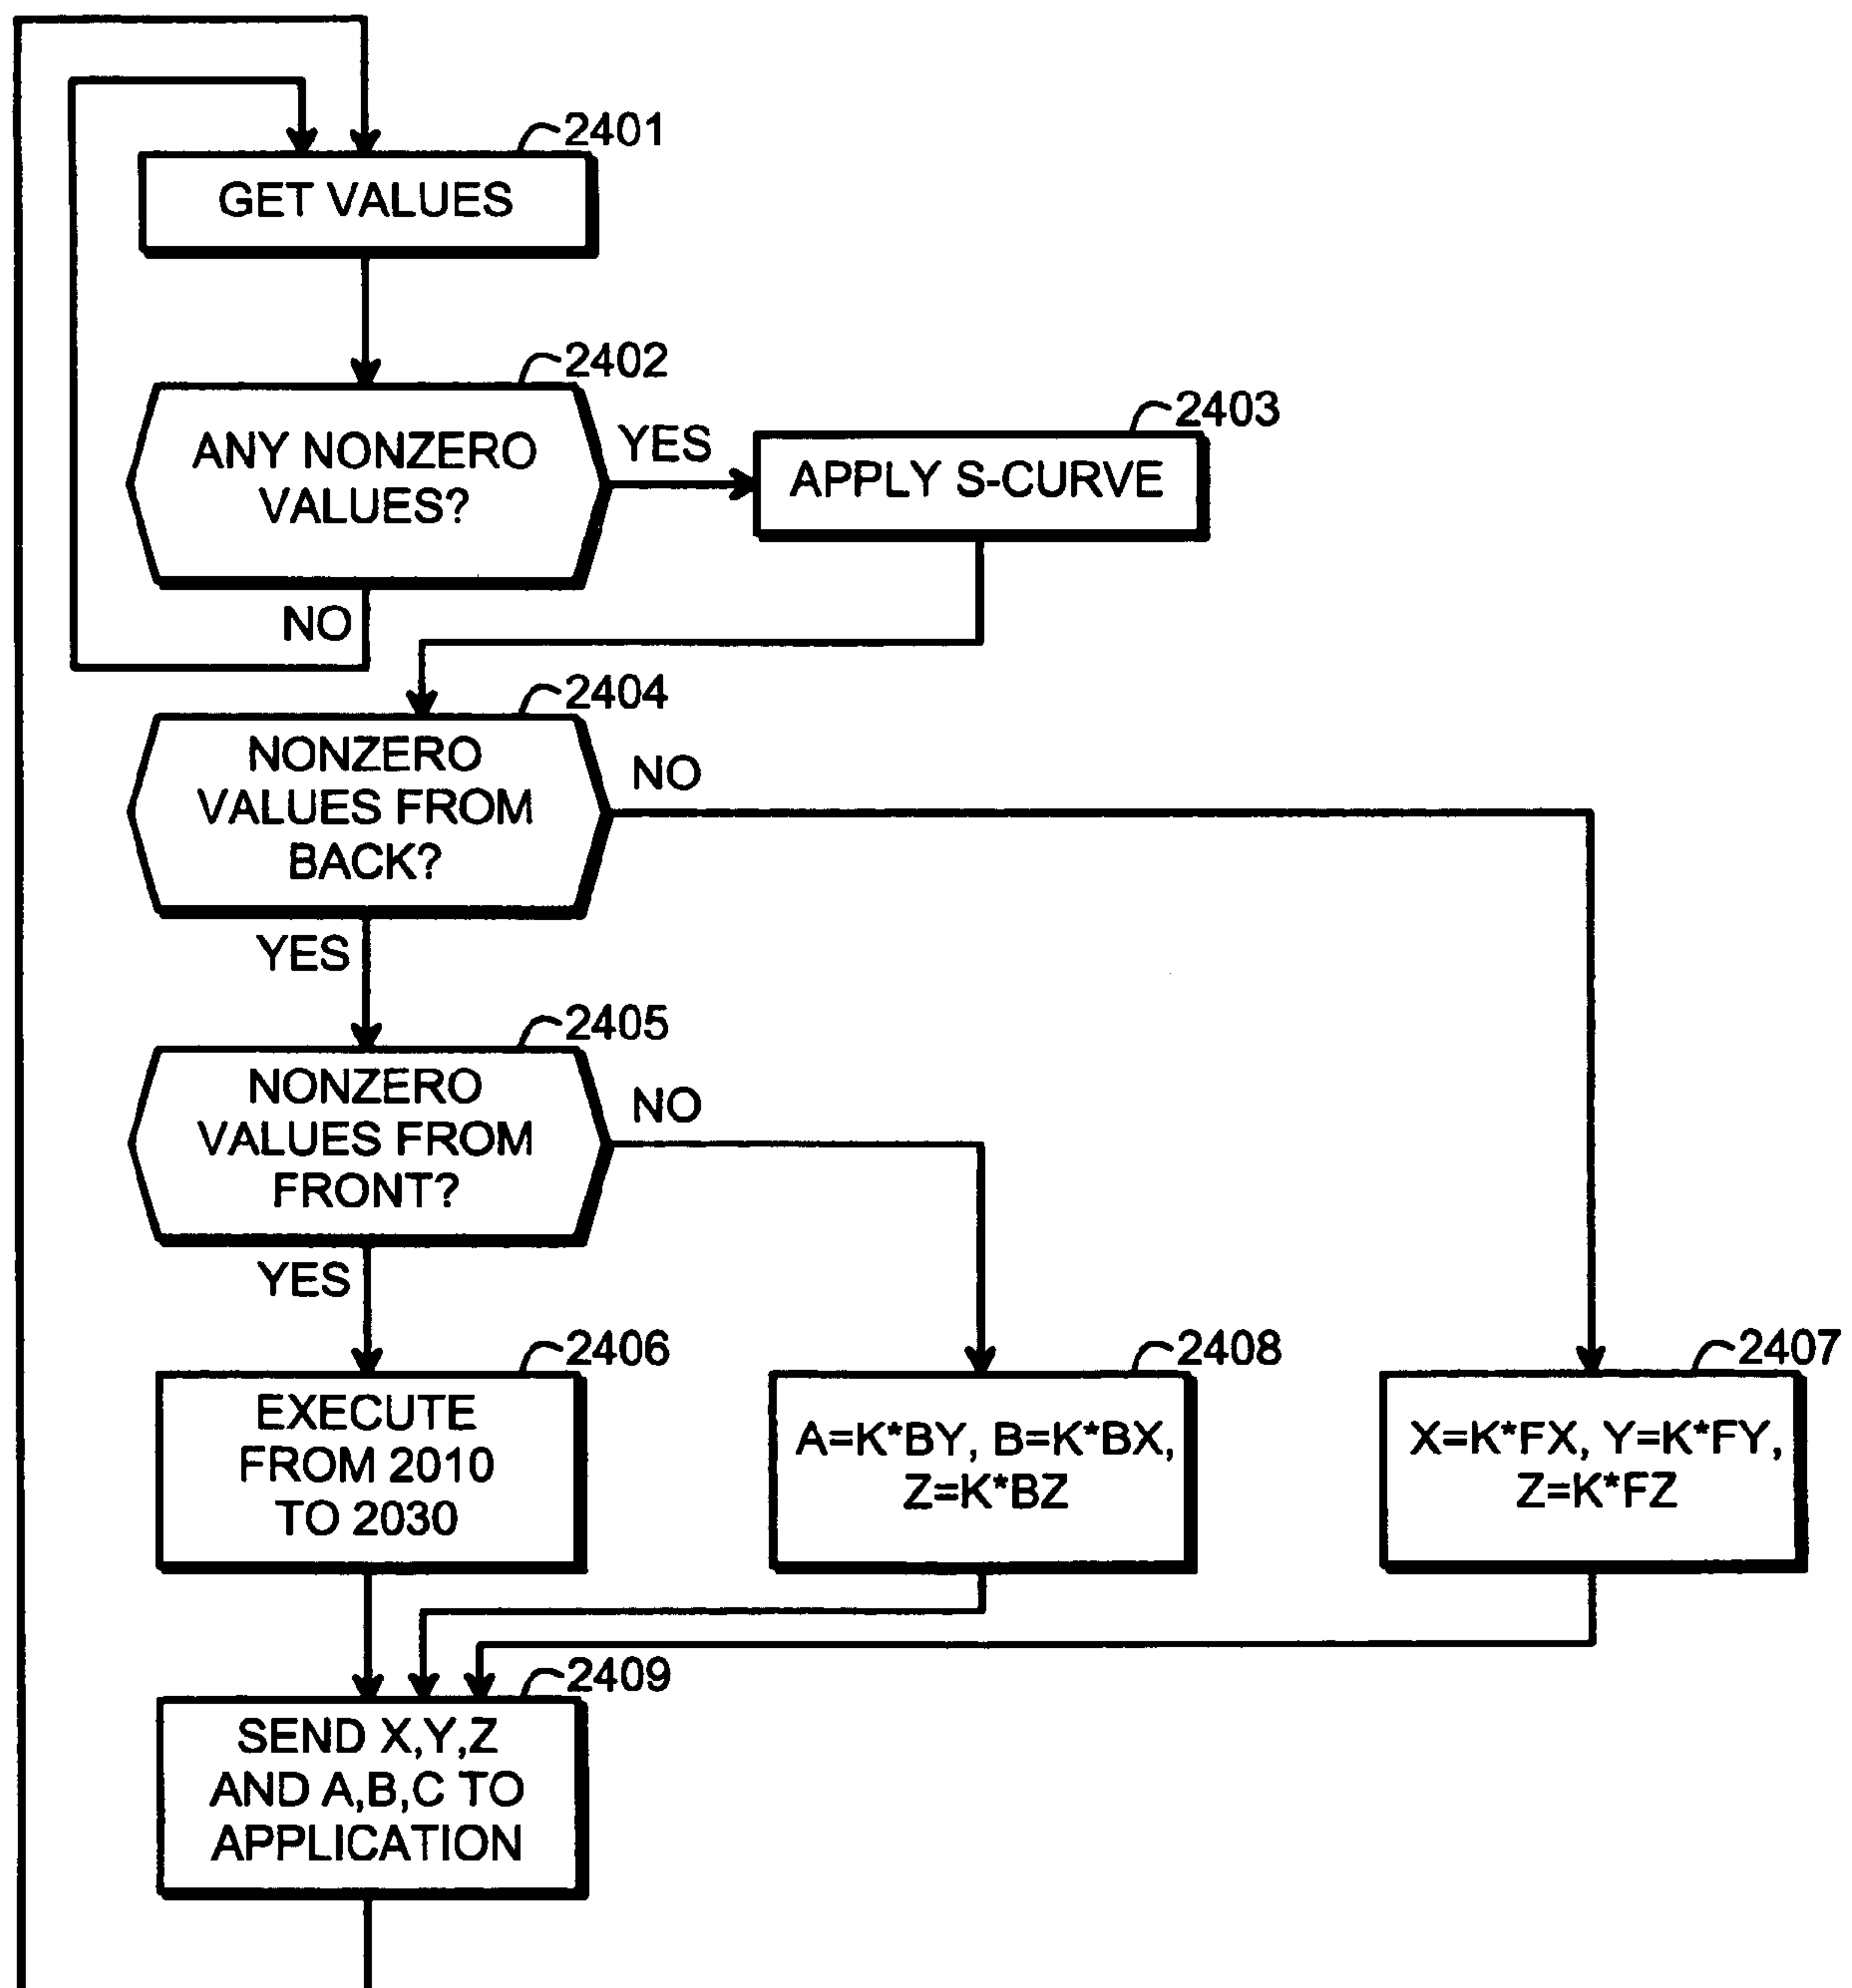 2401
GET VALUES
2402
ANY NONZERO
VALUES?
YES
NO
2403
APPLY S-CURVE
2404
NONZERO
VALUES FROM
BACK?
NO
YES
2405
NONZERO
VALUES FROM
FRONT?
NO
YES
2406
EXECUTE
FROM 2010
TO 2030
2408
A=K*BY, B=K*BX,
Z=K*BZ
2407
X=K*FX, Y=K*FY,
Z=K*FZ
2409
SEND X,Y,Z
AND A,B,C TO
APPLICATION